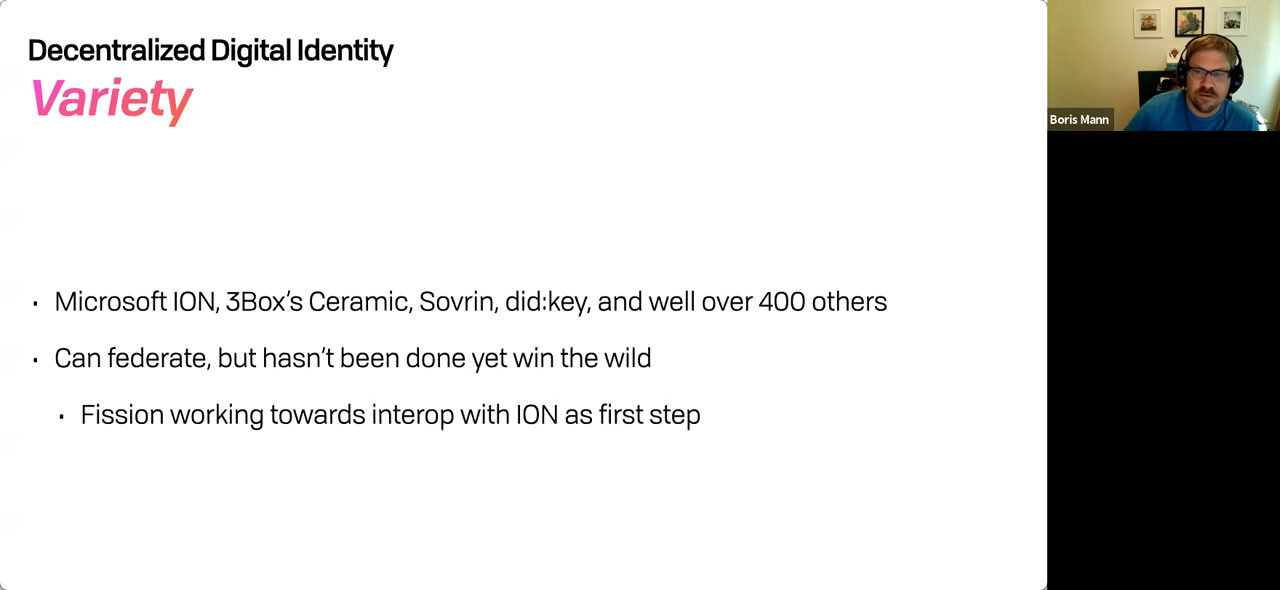 Decentralized Digital Identity
Variety
· Microsoft ION, 3Box’s Ceramic, Sovrin, did:key, and well over 400 others
· Can federate, but hasn’t been done yet win the wild
· Fission working towards interop with ION as first step
Boris Mann